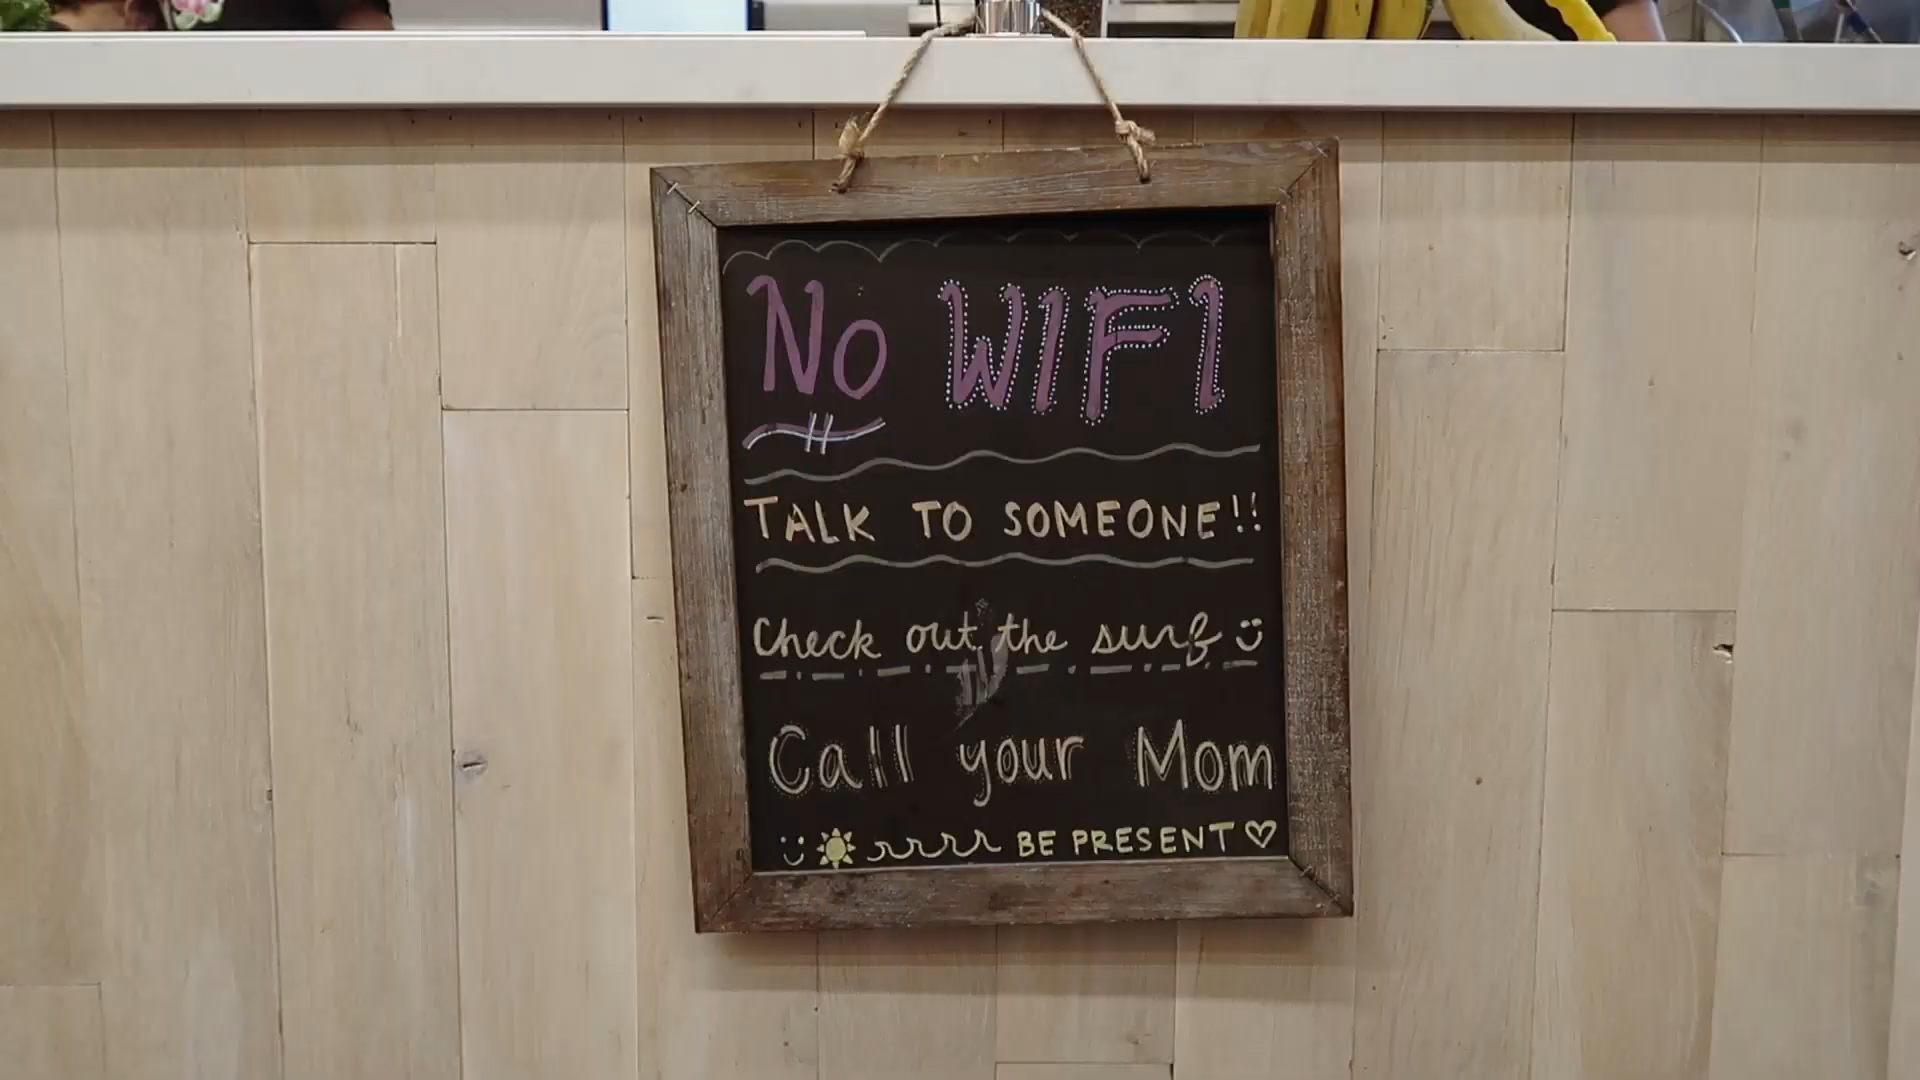 No WIFI
TALK TO SOMEONE!!
Check out the surf
Call your Mom
BE PRESENT